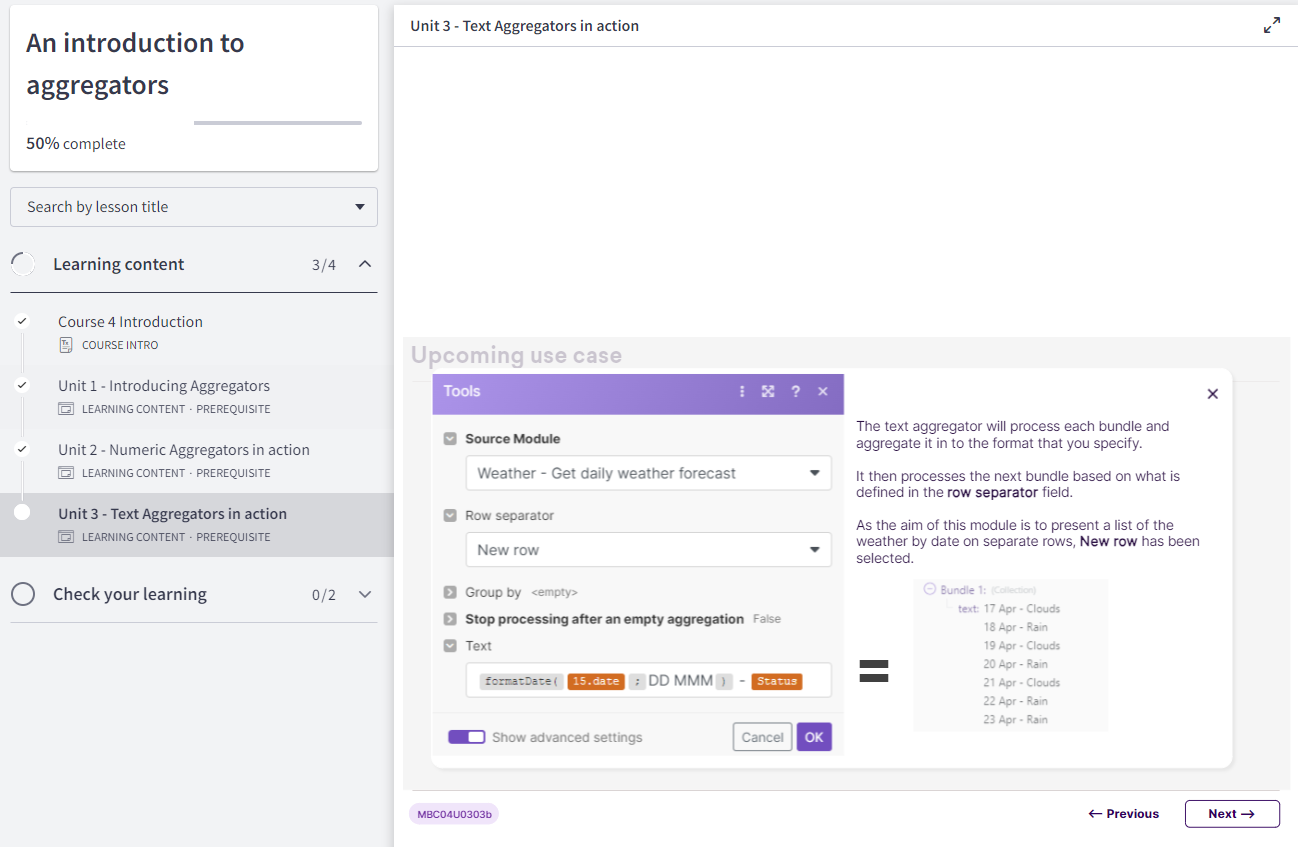 An introduction to
aggregators
50% complete
Search by lesson title
Learning content 3/4
Course 4 Introduction
COURSE INTRO
Unit 1 - Introducing Aggregators
LEARNING CONTENT · PREREQUISITE
Unit 2 - Numeric Aggregators in action
LEARNING CONTENT · PREREQUISITE
Unit 3 - Text Aggregators in action
LEARNING CONTENT · PREREQUISITE
Check your learning 0/2
Unit 3 - Text Aggregators in action
Upcoming use case
Tools
Source Module
Weather - Get daily weather forecast
Row separator
New row
Group by <empty>
Stop processing after an empty aggregation False
Text
formatDate( 15.date ; DD MMM ) - Status
Show advanced settings Cancel OK
The text aggregator will process each bundle and
aggregate it in to the format that you specify.
It then processes the next bundle based on what is
defined in the row separator field.
As the aim of this module is to present a list of the
weather by date on separate rows, New row has been
selected.
Bundle 1: (Collection)
text: 17 Apr - Clouds
18 Apr - Rain
19 Apr - Clouds
20 Apr - Rain
21 Apr - Clouds
22 Apr - Rain
23 Apr - Rain
MBC04U0303b
← Previous
Next →